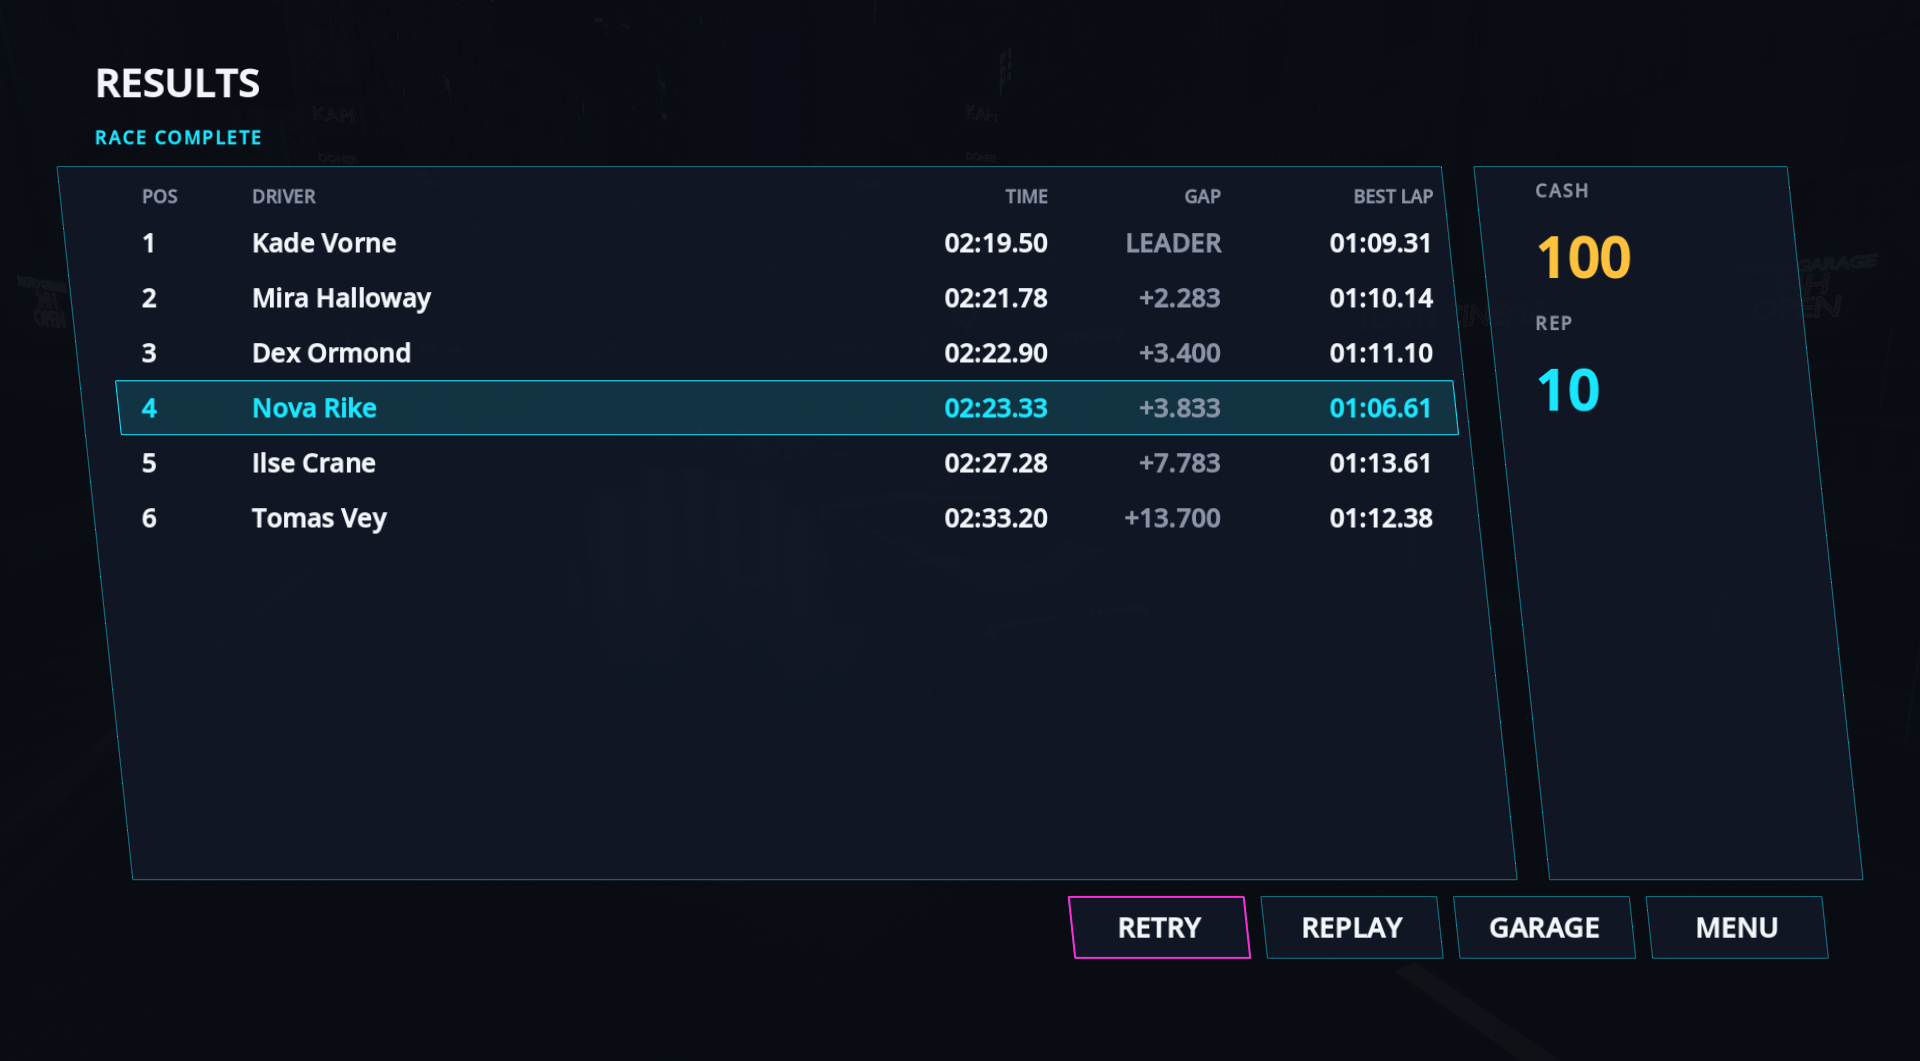 RESULTS
RACE COMPLETE
POS DRIVER TIME GAP BEST LAP
1 Kade Vorne 02:19.50 LEADER 01:09.31
2 Mira Halloway 02:21.78 +2.283 01:10.14
3 Dex Ormond 02:22.90 +3.400 01:11.10
4 Nova Rike 02:23.33 +3.833 01:06.61
5 Ilse Crane 02:27.28 +7.783 01:13.61
6 Tomas Vey 02:33.20 +13.700 01:12.38
CASH
100
REP
10
GARAGE
OPEN
RETRY REPLAY GARAGE MENU